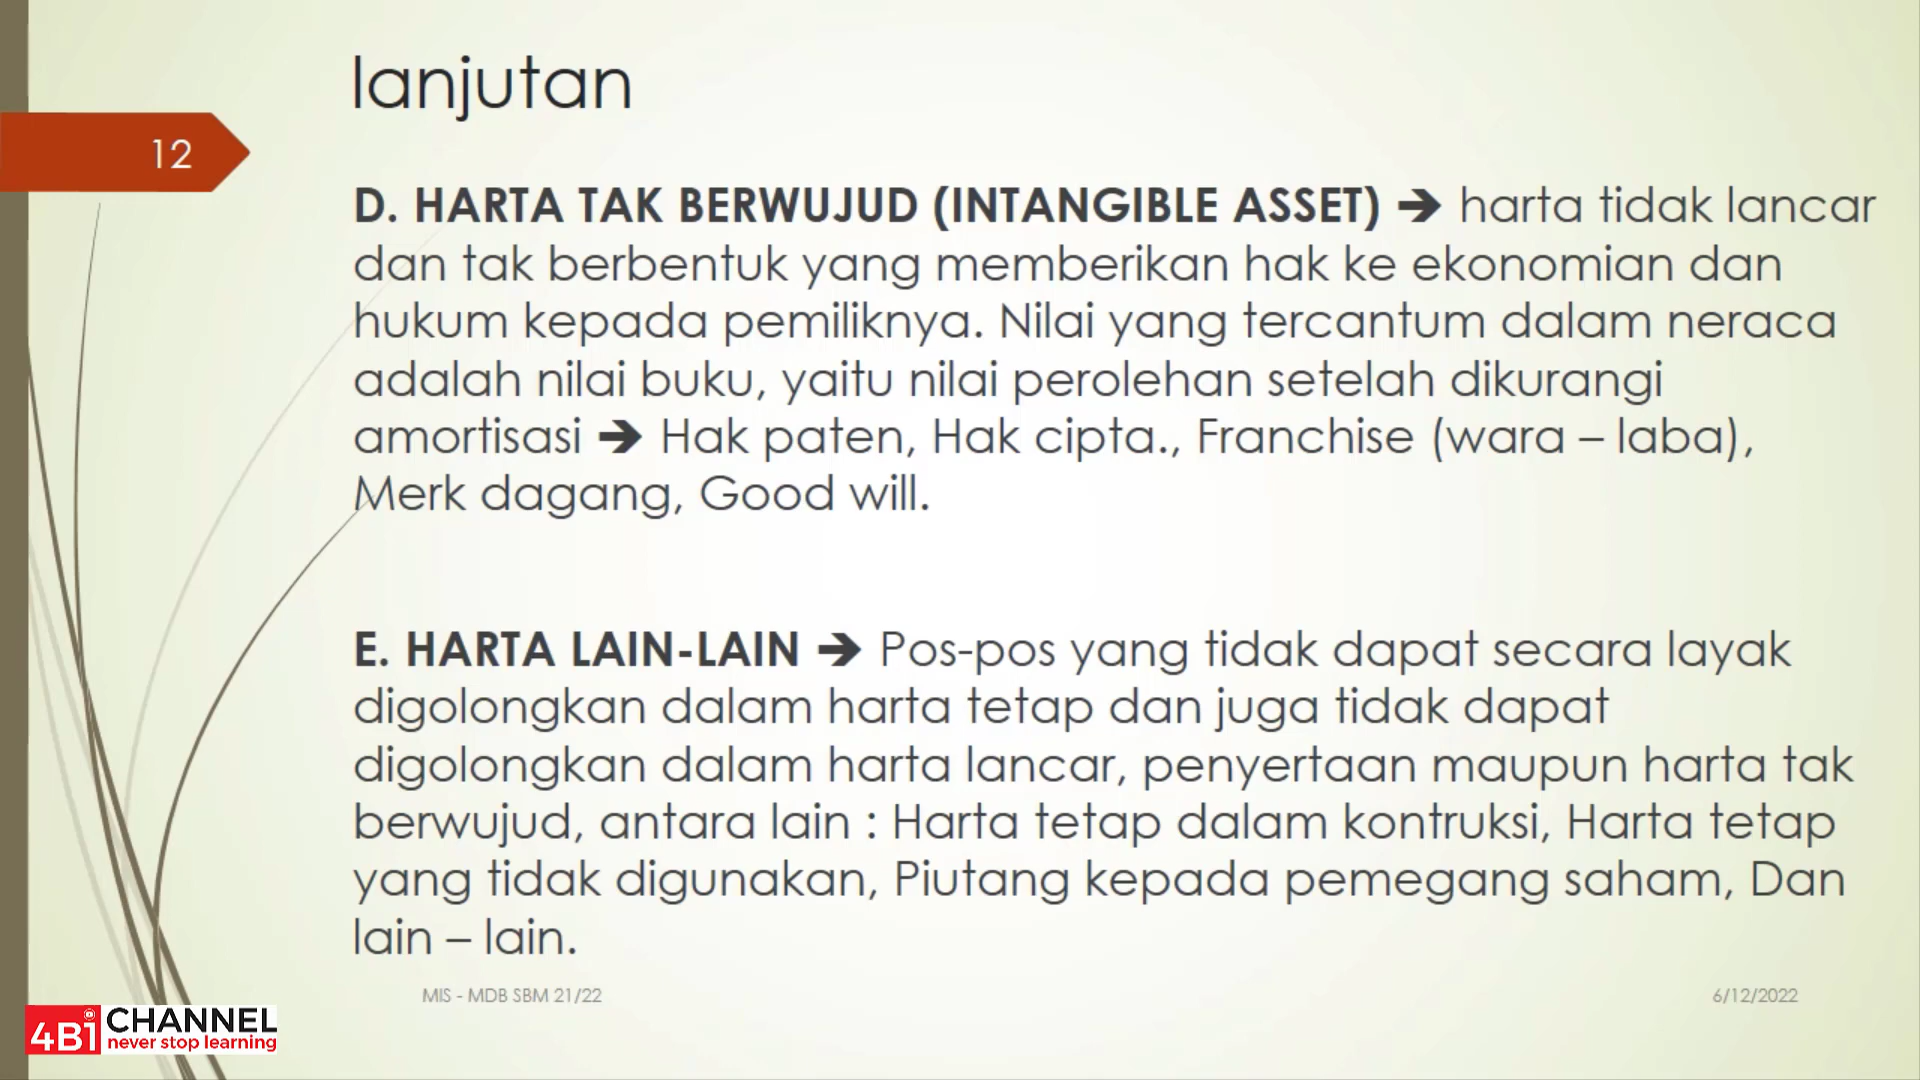 lanjutan
12
D. HARTA TAK BERWUJUD (INTANGIBLE ASSET) ➔ harta tidak lancar
dan tak berbentuk yang memberikan hak ke ekonomian dan
hukum kepada pemiliknya. Nilai yang tercantum dalam neraca
adalah nilai buku, yaitu nilai perolehan setelah dikurangi
amortisasi ➔ Hak paten, Hak cipta., Franchise (wara – laba),
Merk dagang, Good will.
E. HARTA LAIN-LAIN ➔ Pos-pos yang tidak dapat secara layak
digolongkan dalam harta tetap dan juga tidak dapat
digolongkan dalam harta lancar, penyertaan maupun harta tak
berwujud, antara lain : Harta tetap dalam kontruksi, Harta tetap
yang tidak digunakan, Piutang kepada pemegang saham, Dan
lain – lain.
MIS - MDB SBM 21/22
6/12/2022
4Bi CHANNEL
never stop learning